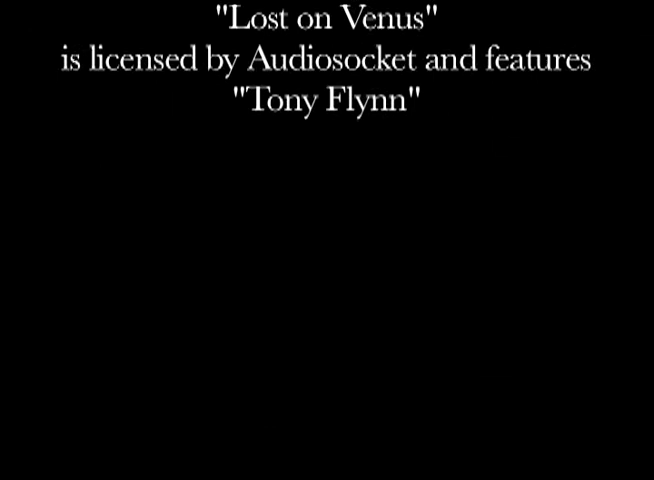 "Lost on Venus"
is licensed by Audiosocket and features
"Tony Flynn"